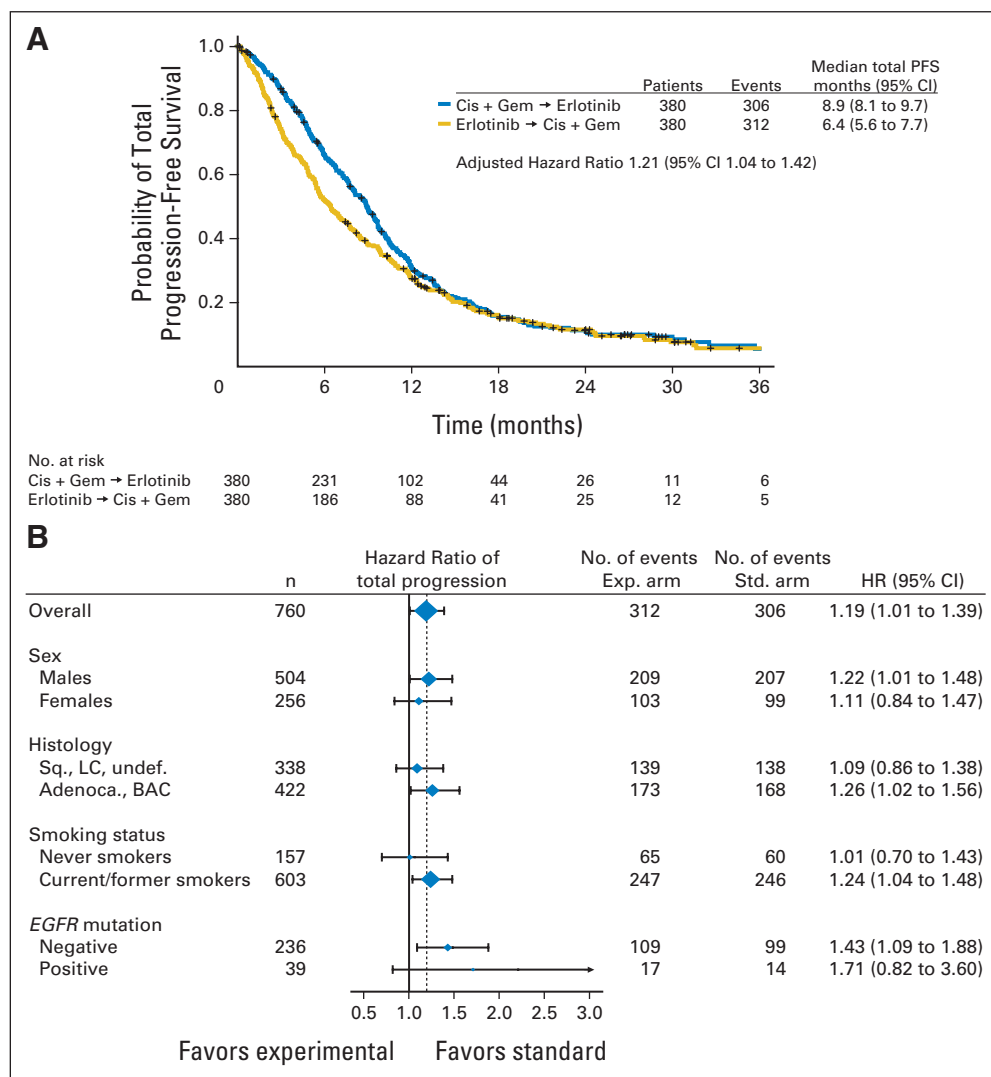 A
Probability of Total
Progression-Free Survival
1.0
0.8
0.6
0.4
0.2
0 6 12 18 24 30 36
Time (months)
Patients Events Median total PFS months (95% CI)
Cis + Gem → Erlotinib 380 306 8.9 (8.1 to 9.7)
Erlotinib → Cis + Gem 380 312 6.4 (5.6 to 7.7)
Adjusted Hazard Ratio 1.21 (95% CI 1.04 to 1.42)
No. at risk
Cis + Gem → Erlotinib 380 231 102 44 26 11 6
Erlotinib → Cis + Gem 380 186 88 41 25 12 5
B
Hazard Ratio of No. of events No. of events
n total progression Exp. arm Std. arm HR (95% CI)
Overall 760 312 306 1.19 (1.01 to 1.39)
Sex
Males 504 209 207 1.22 (1.01 to 1.48)
Females 256 103 99 1.11 (0.84 to 1.47)
Histology
Sq., LC, undef. 338 139 138 1.09 (0.86 to 1.38)
Adenoca., BAC 422 173 168 1.26 (1.02 to 1.56)
Smoking status
Never smokers 157 65 60 1.01 (0.70 to 1.43)
Current/former smokers 603 247 246 1.24 (1.04 to 1.48)
EGFR mutation
Negative 236 109 99 1.43 (1.09 to 1.88)
Positive 39 17 14 1.71 (0.82 to 3.60)
0.5 1.0 1.5 2.0 2.5 3.0
Favors experimental Favors standard